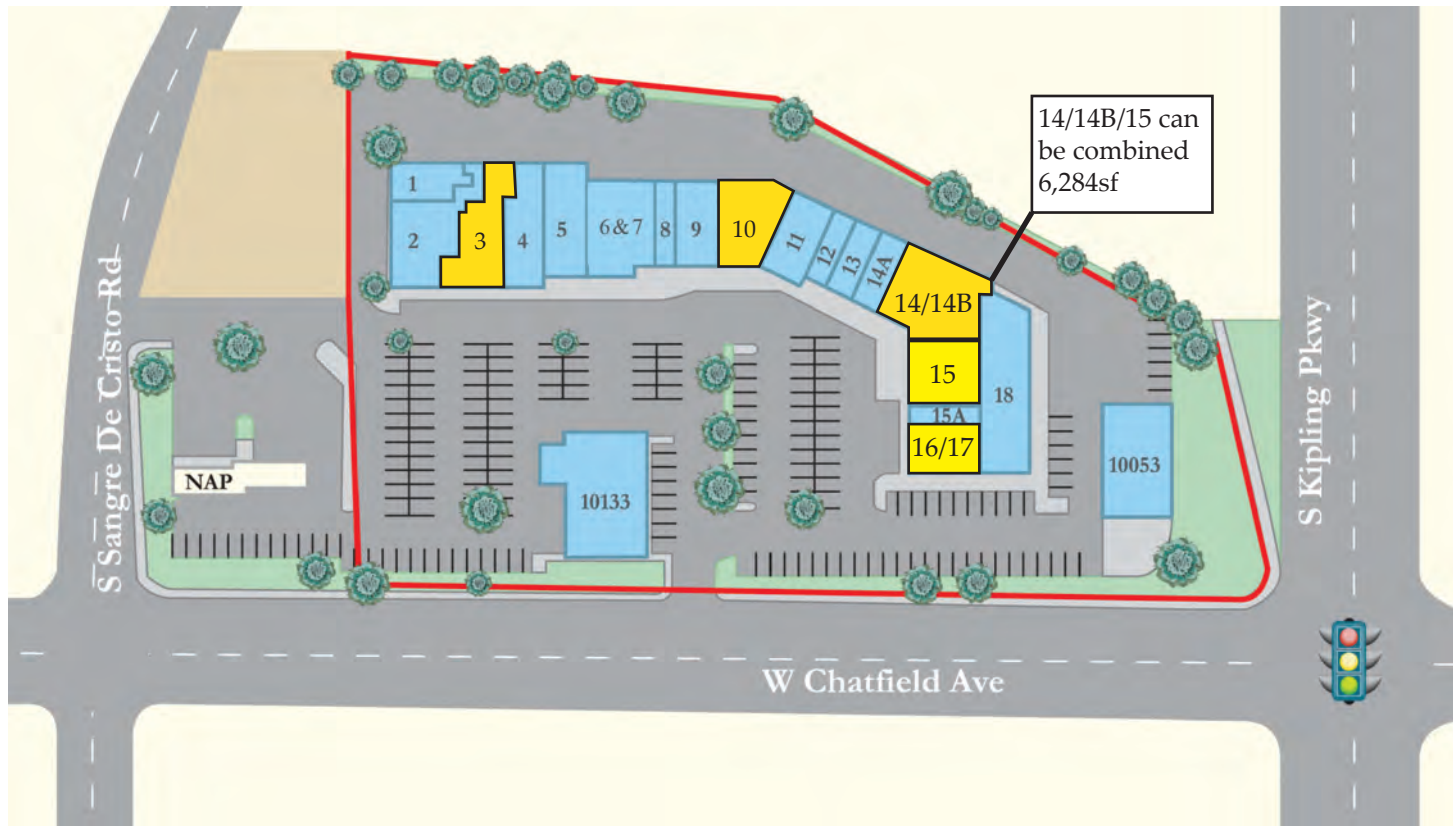 14/14B/15 can
be combined
6,284sf
1
2
3
4
5
6 & 7
8
9
10
11
12
13
14A
14/14B
15
15A
16/17
18
10053
10133
NAP
S Sangre De Cristo Rd
S Kipling Pkwy
W Chatfield Ave